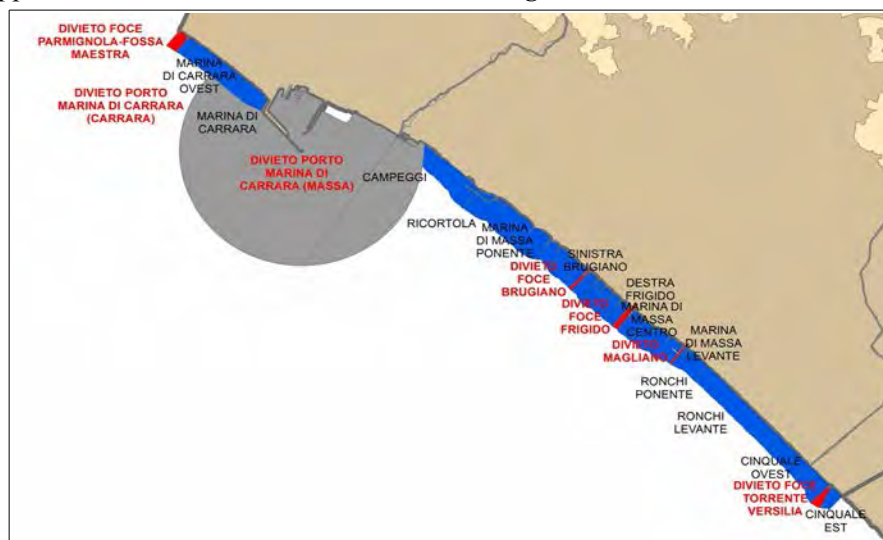 DIVIETO FOCE
PARMIGNOLA-FOSSA
MAESTRA
MARINA
DI CARRARA
OVEST
DIVIETO PORTO
MARINA DI CARRARA
(CARRARA)
MARINA DI
CARRARA
DIVIETO PORTO
MARINA DI
CARRARA (MASSA)
CAMPEGGI
RICORTOLA
MARINA
DI MASSA
PONENTE
SINISTRA
BRUGIANO
DIVIETO
FOCE
BRUGIANO
DESTRA
FRIGIDO
DIVIETO
FOCE
FRIGIDO
MARINA DI
MASSA
CENTRO
DIVIETO
MAGLIANO
MARINA
DI MASSA
LEVANTE
RONCHI
PONENTE
RONCHI
LEVANTE
CINQUALE
OVEST
DIVIETO FOCE
TORRENTE
VERSILIA
CINQUALE
EST